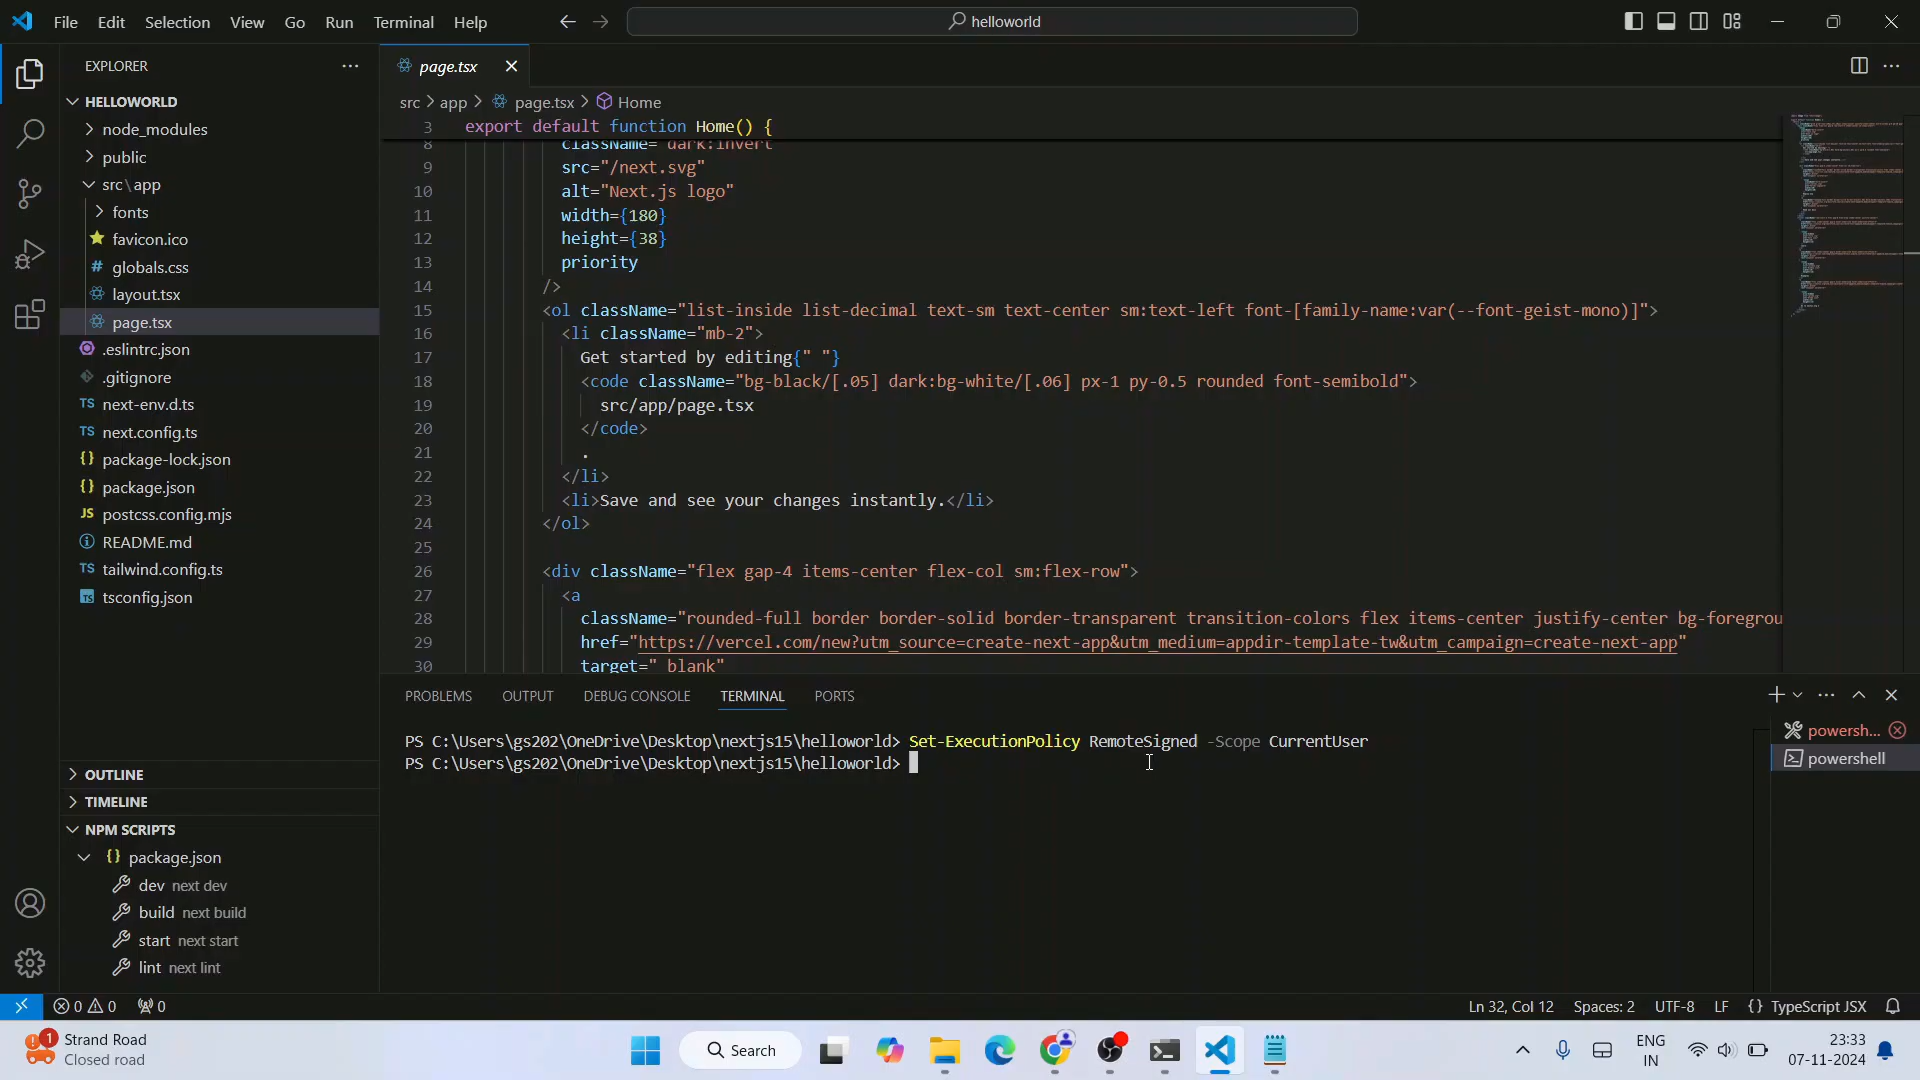 File Edit Selection View Go Run Terminal Help
helloworld
EXPLORER
HELLOWORLD
node_modules
public
src\app
fonts
favicon.ico
# globals.css
layout.tsx
page.tsx
.eslintrc.json
.gitignore
TS next-env.d.ts
TS next.config.ts
{} package-lock.json
{} package.json
JS postcss.config.mjs
README.md
TS tailwind.config.ts
TS tsconfig.json
OUTLINE
TIMELINE
NPM SCRIPTS
{} package.json
dev next dev
build next build
start next start
lint next lint
page.tsx
src > app > page.tsx > Home
3 export default function Home() {
8 className="dark:invert
9 src="/next.svg"
10 alt="Next.js logo"
11 width={180}
12 height={38}
13 priority
14 />
15 <ol className="list-inside list-decimal text-sm text-center sm:text-left font-[family-name:var(--font-geist-mono)]">
16 <li className="mb-2">
17 Get started by editing{" "}
18 <code className="bg-black/[.05] dark:bg-white/[.06] px-1 py-0.5 rounded font-semibold">
19 src/app/page.tsx
20 </code>
21 .
22 </li>
23 <li>Save and see your changes instantly.</li>
24 </ol>
25
26 <div className="flex gap-4 items-center flex-col sm:flex-row">
27 <a
28 className="rounded-full border border-solid border-transparent transition-colors flex items-center justify-center bg-foregrou
29 href="https://vercel.com/new?utm_source=create-next-app&utm_medium=appdir-template-tw&utm_campaign=create-next-app"
30 target="_blank"
PROBLEMS OUTPUT DEBUG CONSOLE TERMINAL PORTS
PS C:\Users\gs202\OneDrive\Desktop\nextjs15\helloworld> Set-ExecutionPolicy RemoteSigned -Scope CurrentUser
PS C:\Users\gs202\OneDrive\Desktop\nextjs15\helloworld>
powersh...
powershell
0 0 0
Ln 32, Col 12 Spaces: 2 UTF-8 LF {} TypeScript JSX
1 Strand Road
Closed road
Search
ENG
IN
23:33
07-11-2024